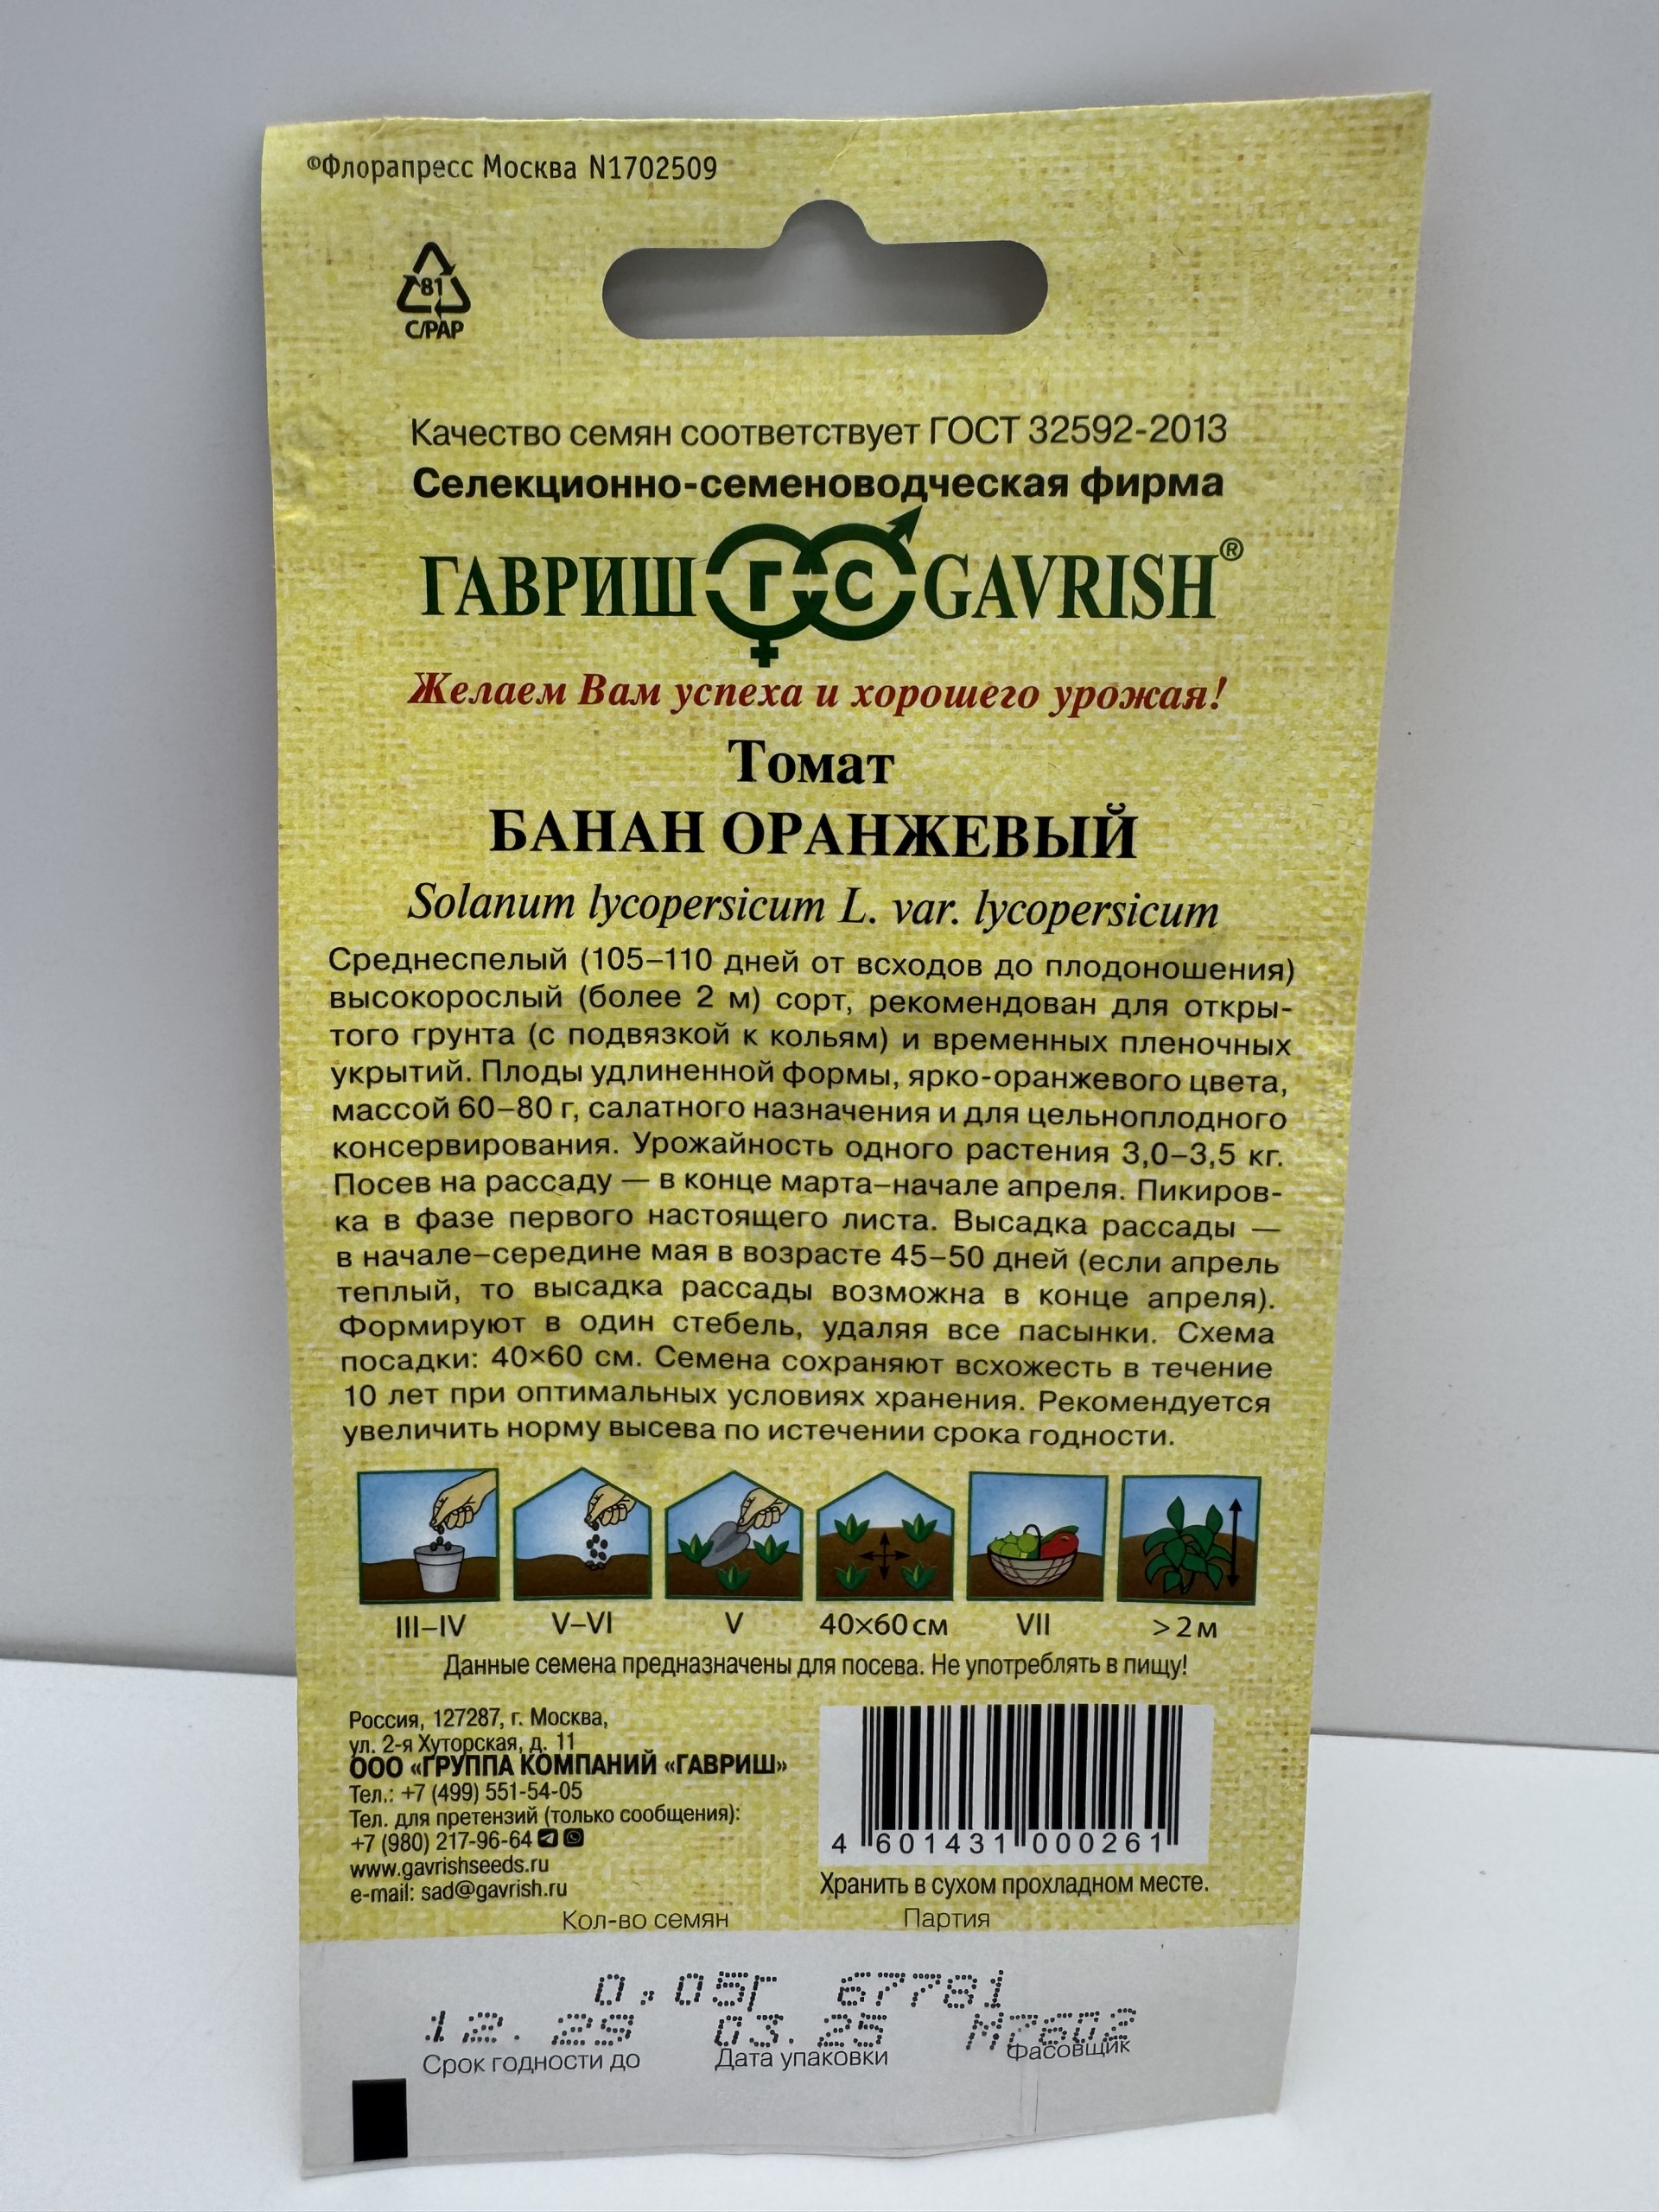 ©Флорапресс Москва N1702509
81
C/PAP
Качество семян соответствует ГОСТ 32592-2013
Селекционно-семеноводческая фирма
ГАВРИШ ГС GAVRISH®
Желаем Вам успеха и хорошего урожая!
Томат
БАНАН ОРАНЖЕВЫЙ
Solanum lycopersicum L. var. lycopersicum
Среднеспелый (105–110 дней от всходов до плодоношения)
высокорослый (более 2 м) сорт, рекомендован для откры-
того грунта (с подвязкой к кольям) и временных пленочных
укрытий. Плоды удлиненной формы, ярко-оранжевого цвета,
массой 60–80 г, салатного назначения и для цельноплодного
консервирования. Урожайность одного растения 3,0–3,5 кг.
Посев на рассаду — в конце марта–начале апреля. Пикиров-
ка в фазе первого настоящего листа. Высадка рассады —
в начале–середине мая в возрасте 45–50 дней (если апрель
теплый, то высадка рассады возможна в конце апреля).
Формируют в один стебель, удаляя все пасынки. Схема
посадки: 40×60 см. Семена сохраняют всхожесть в течение
10 лет при оптимальных условиях хранения. Рекомендуется
увеличить норму высева по истечении срока годности.
III–IV V–VI V 40×60 см VII >2 м
Данные семена предназначены для посева. Не употреблять в пищу!
Россия, 127287, г. Москва,
ул. 2-я Хуторская, д. 11
ООО «ГРУППА КОМПАНИЙ «ГАВРИШ»
Тел.: +7 (499) 551-54-05
Тел. для претензий (только сообщения):
+7 (980) 217-96-64
www.gavrishseeds.ru
e-mail: sad@gavrish.ru
4 601431 000261
Хранить в сухом прохладном месте.
Кол-во семян Партия
0,05Г 67781
12.29 03.25 М7602
Срок годности до Дата упаковки Фасовщик